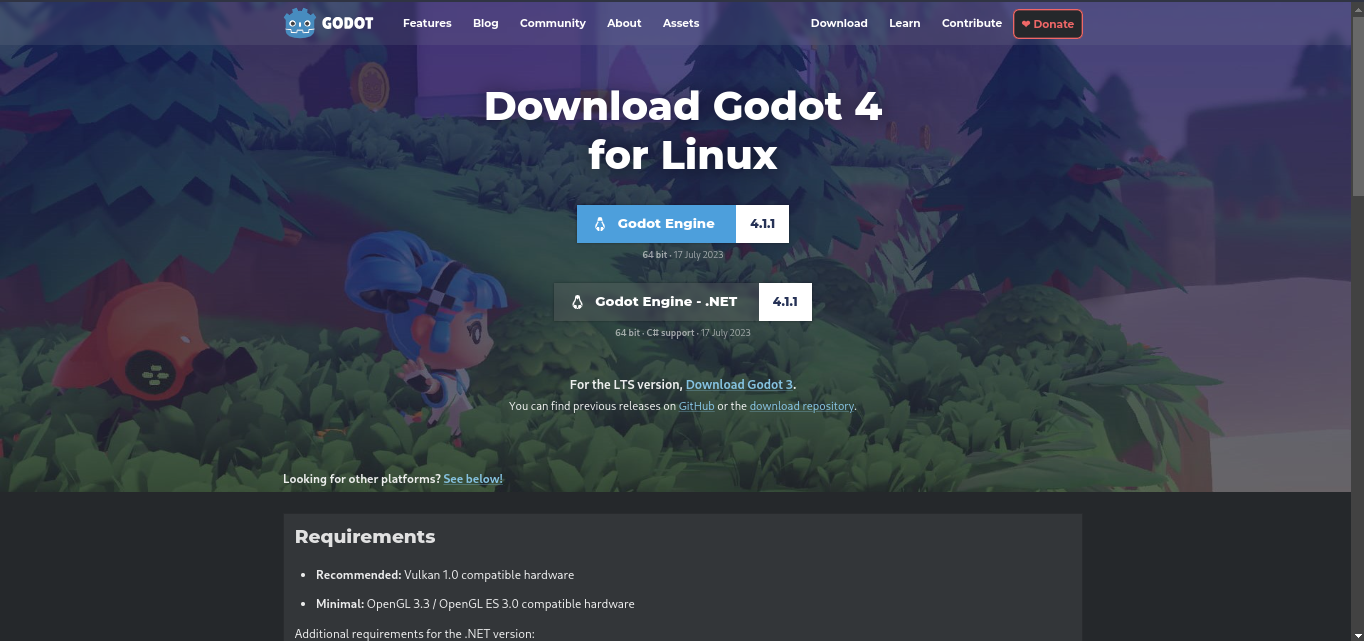 GODOT Features Blog Community About Assets Download Learn Contribute ❤ Donate
Download Godot 4
for Linux
Godot Engine 4.1.1
64 bit · 17 July 2023
Godot Engine - .NET 4.1.1
64 bit · C# support · 17 July 2023
For the LTS version, Download Godot 3.
You can find previous releases on GitHub or the download repository.
Looking for other platforms? See below!
Requirements
• Recommended: Vulkan 1.0 compatible hardware
• Minimal: OpenGL 3.3 / OpenGL ES 3.0 compatible hardware
Additional requirements for the .NET version: